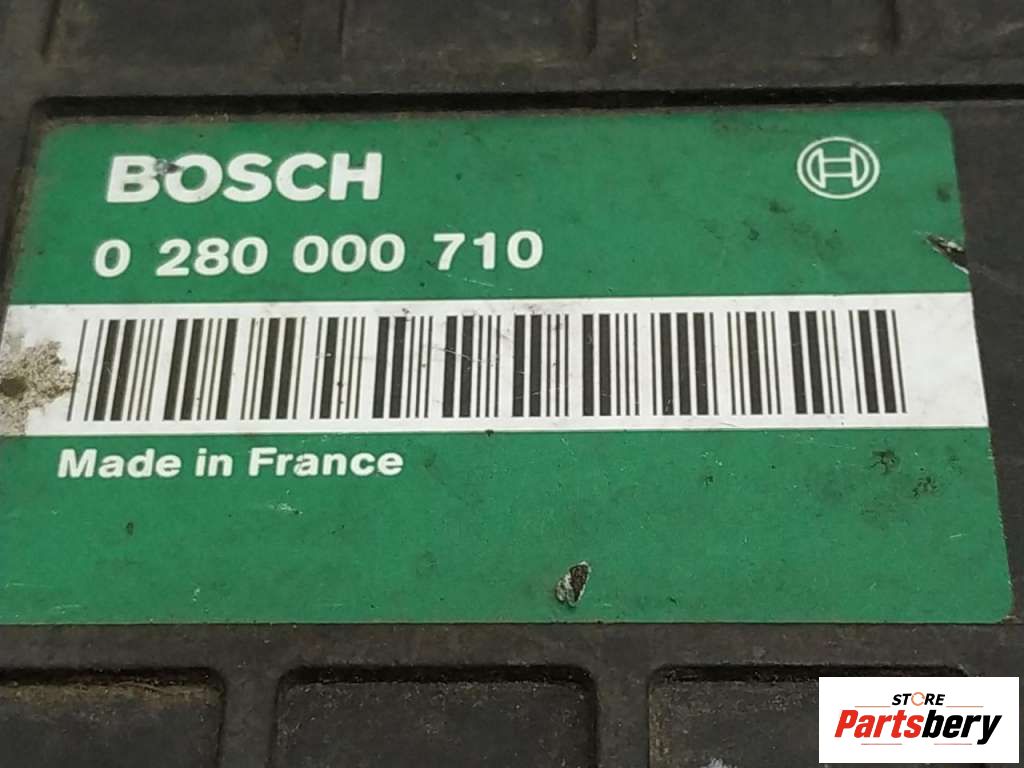 BOSCH
0 280 000 710
Made in France
STORE
Partsbery